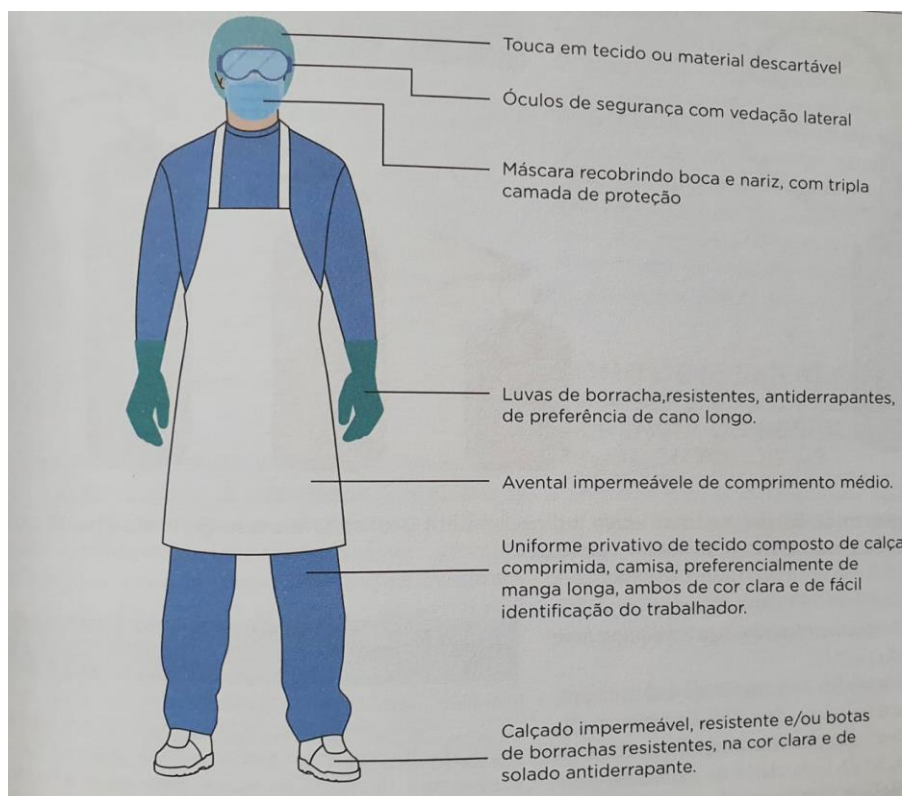 Touca em tecido ou material descartável
Óculos de segurança com vedação lateral
Máscara recobrindo boca e nariz, com tripla
camada de proteção
Luvas de borracha,resistentes, antiderrapantes,
de preferência de cano longo.
Avental impermeávele de comprimento médio.
Uniforme privativo de tecido composto de calça
comprimida, camisa, preferencialmente de
manga longa, ambos de cor clara e de fácil
identificação do trabalhador.
Calçado impermeável, resistente e/ou botas
de borrachas resistentes, na cor clara e de
solado antiderrapante.